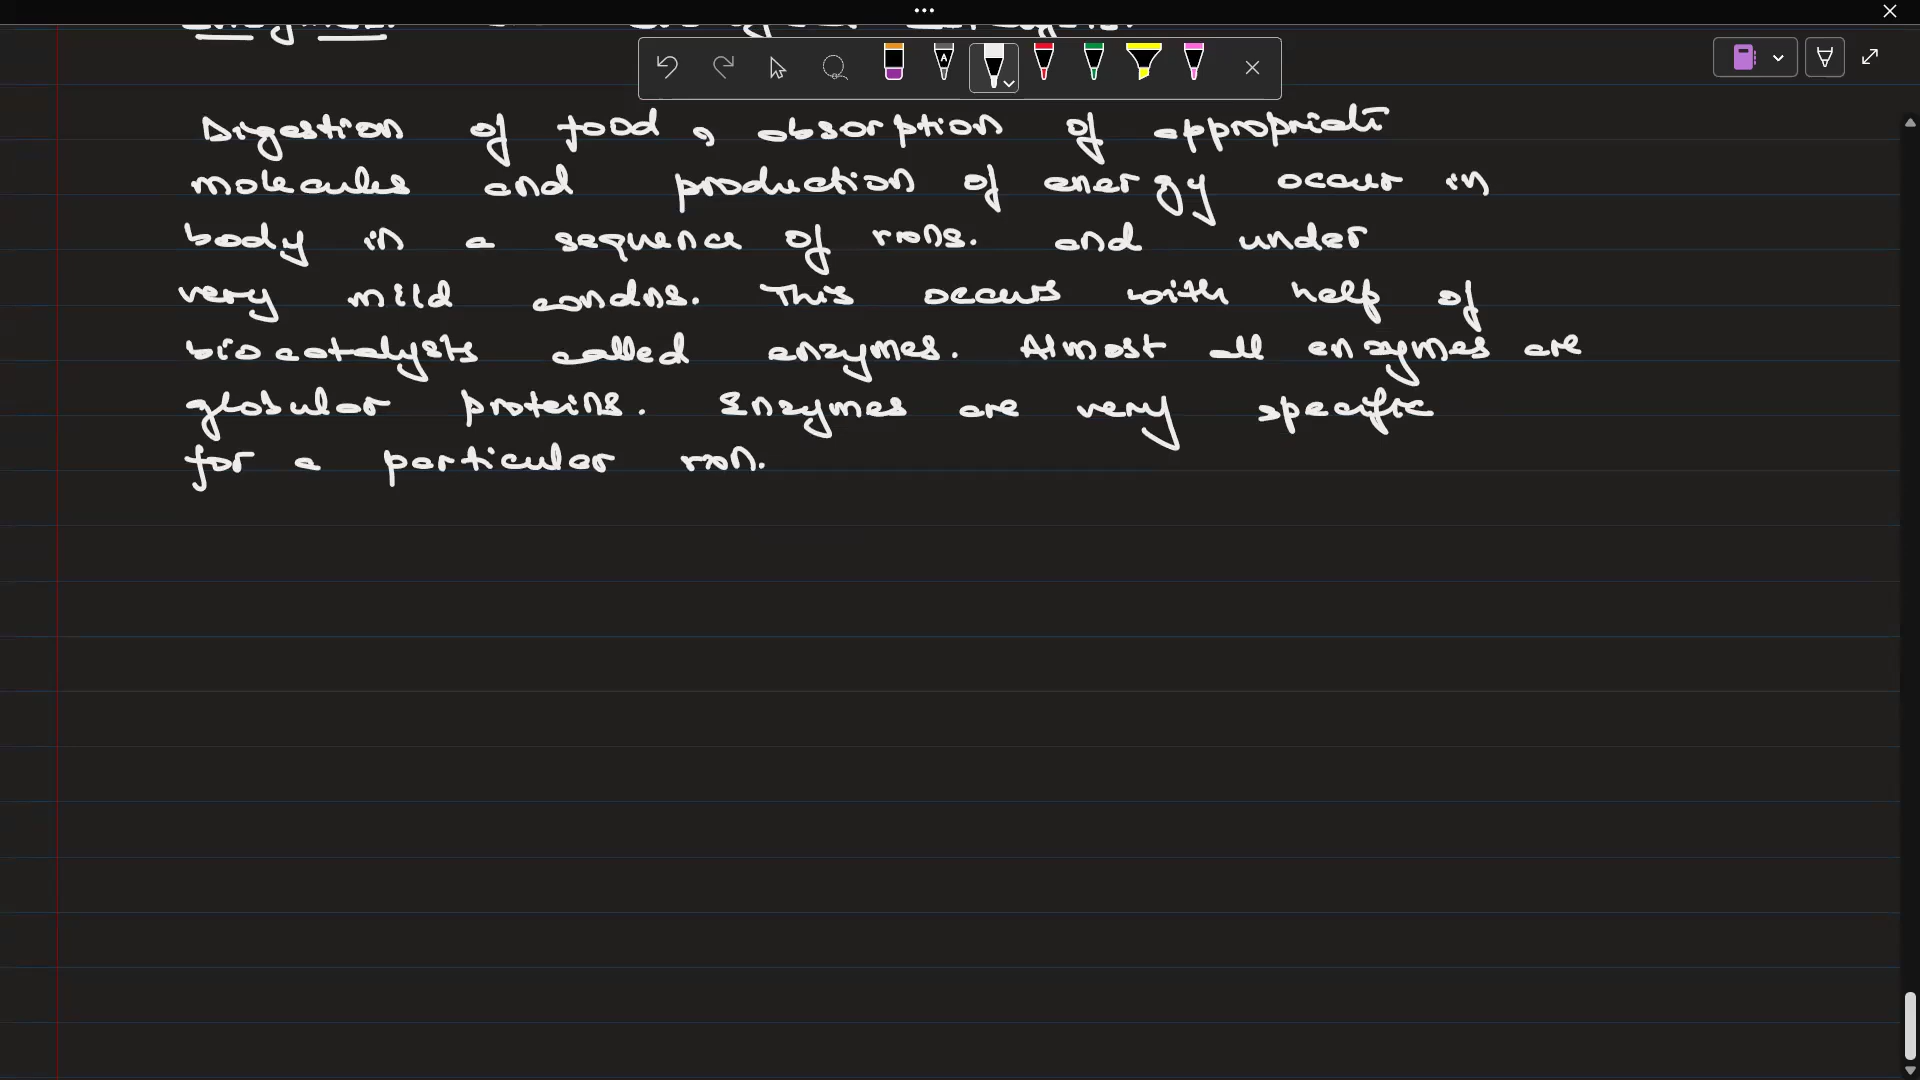 Enzymes:
Digestion of food, absorption of appropriate
molecules and production of energy occur in
body in a sequence of rxns. and under
very mild condns. This occurs with help of
biocatalysts called enzymes. Almost all enzymes are
globular proteins. Enzymes are very specific
for a particular rxn.